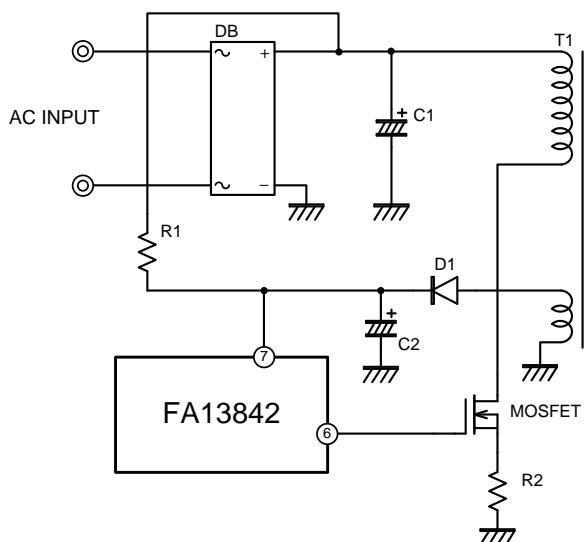 DB
T1
~
+
AC INPUT
+
C1
~
−
R1
D1
+
C2
7
FA13842
6
MOSFET
R2